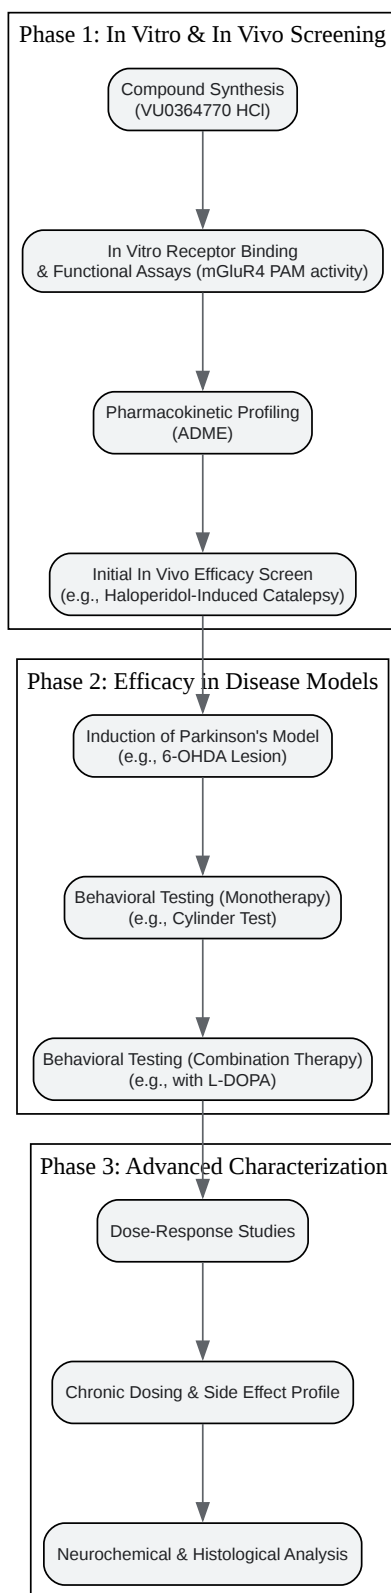 Phase 1: In Vitro & In Vivo Screening
Compound Synthesis
(VU0364770 HCl)
In Vitro Receptor Binding
& Functional Assays (mGluR4 PAM activity)
Pharmacokinetic Profiling
(ADME)
Initial In Vivo Efficacy Screen
(e.g., Haloperidol-Induced Catalepsy)
Phase 2: Efficacy in Disease Models
Induction of Parkinson's Model
(e.g., 6-OHDA Lesion)
Behavioral Testing (Monotherapy)
(e.g., Cylinder Test)
Behavioral Testing (Combination Therapy)
(e.g., with L-DOPA)
Phase 3: Advanced Characterization
Dose-Response Studies
Chronic Dosing & Side Effect Profile
Neurochemical & Histological Analysis